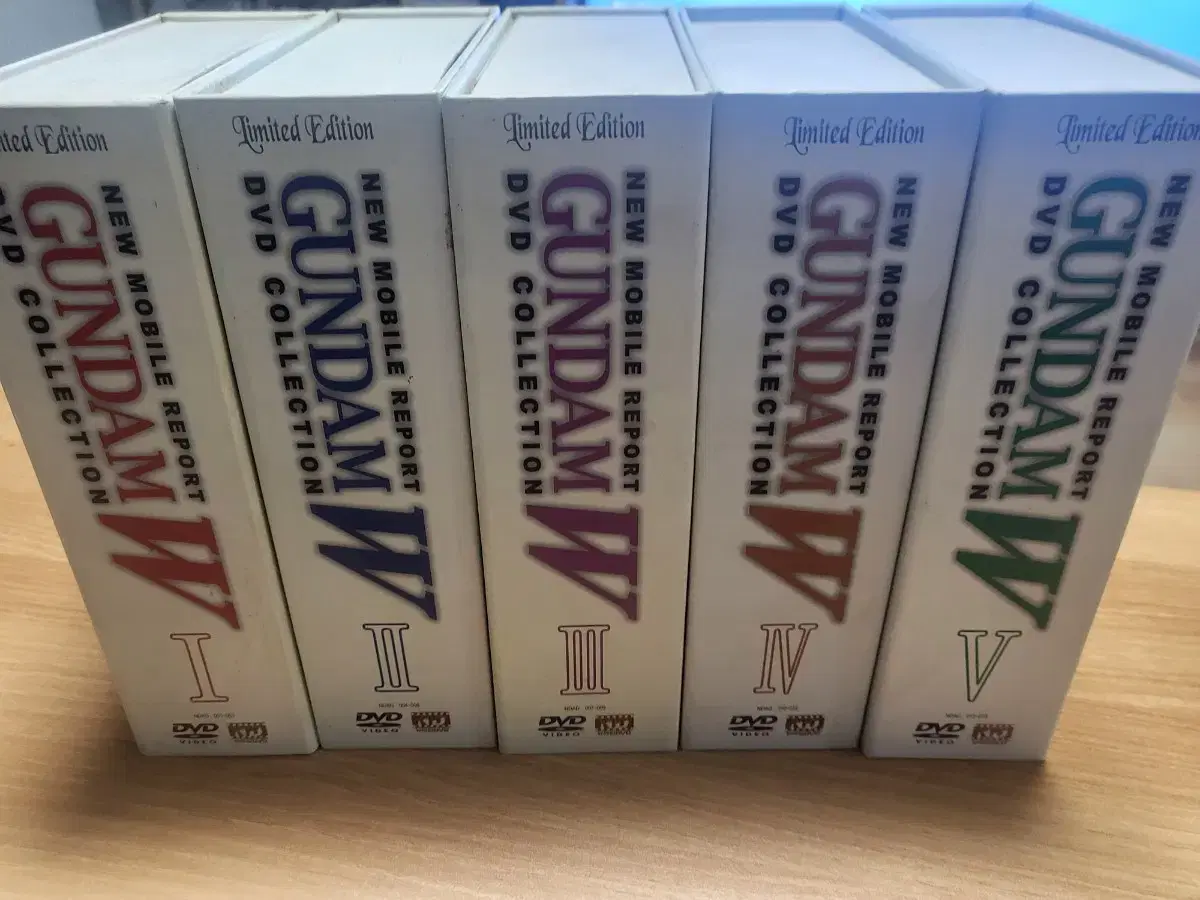 Limited Edition
NEW MOBILE REPORT
GUNDAM W
DVD COLLECTION
I
DVD
VIDEO
Limited Edition
NEW MOBILE REPORT
GUNDAM W
DVD COLLECTION
II
DVD
VIDEO
Limited Edition
NEW MOBILE REPORT
GUNDAM W
DVD COLLECTION
III
DVD
VIDEO
Limited Edition
NEW MOBILE REPORT
GUNDAM W
DVD COLLECTION
IV
DVD
VIDEO
Limited Edition
NEW MOBILE REPORT
GUNDAM W
DVD COLLECTION
V
DVD
VIDEO